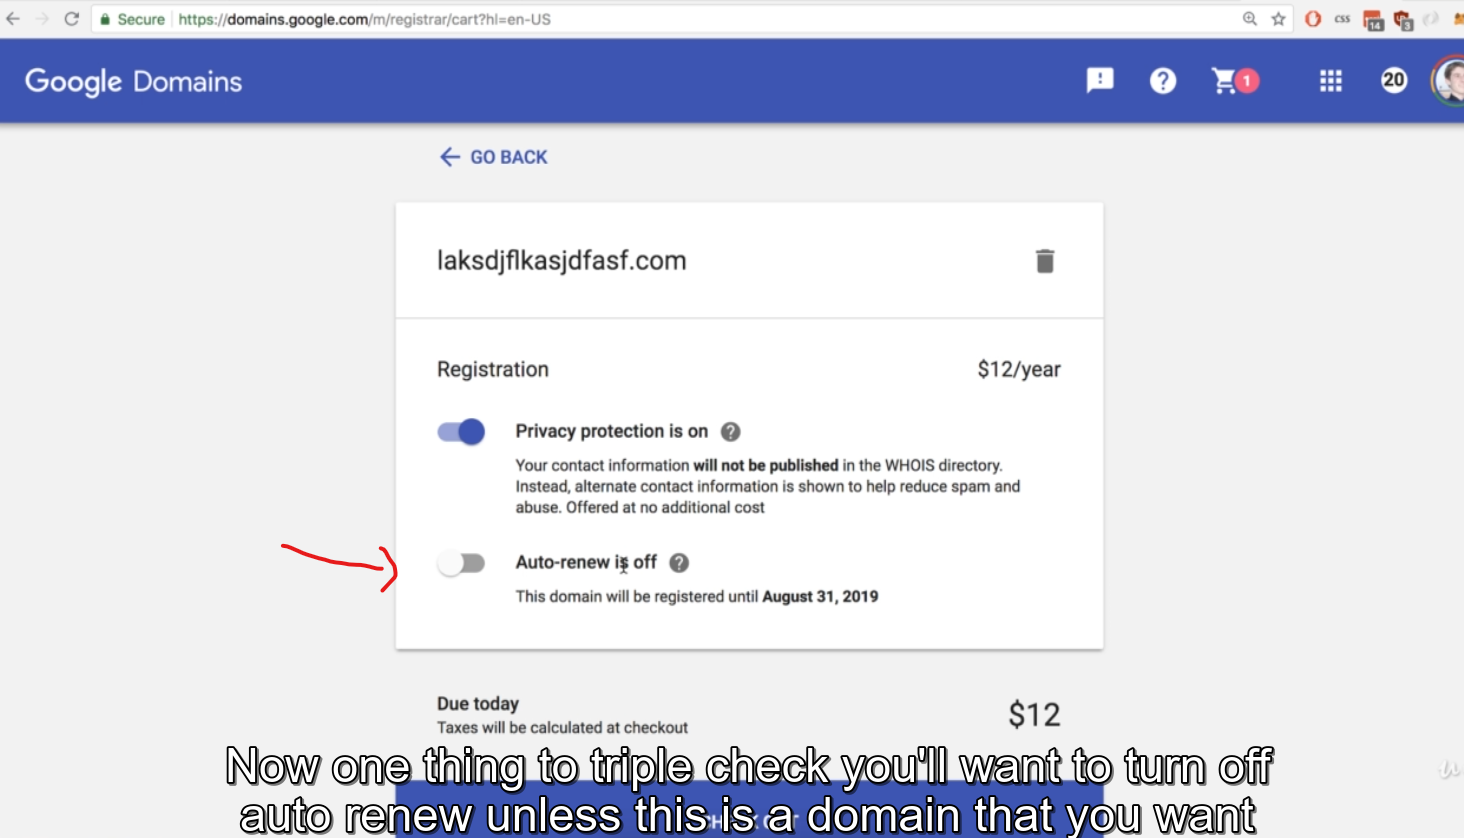 Secure https://domains.google.com/m/registrar/cart?hl=en-US
css 14 3
Google Domains
! ? 1 20
GO BACK
laksdjflkasjdfasf.com
Registration $12/year
Privacy protection is on ?
Your contact information will not be published in the WHOIS directory.
Instead, alternate contact information is shown to help reduce spam and
abuse. Offered at no additional cost
Auto-renew is off ?
This domain will be registered until August 31, 2019
Due today
$12
Taxes will be calculated at checkout
Now one thing to triple check you'll want to turn off
auto renew unless this is a domain that you want